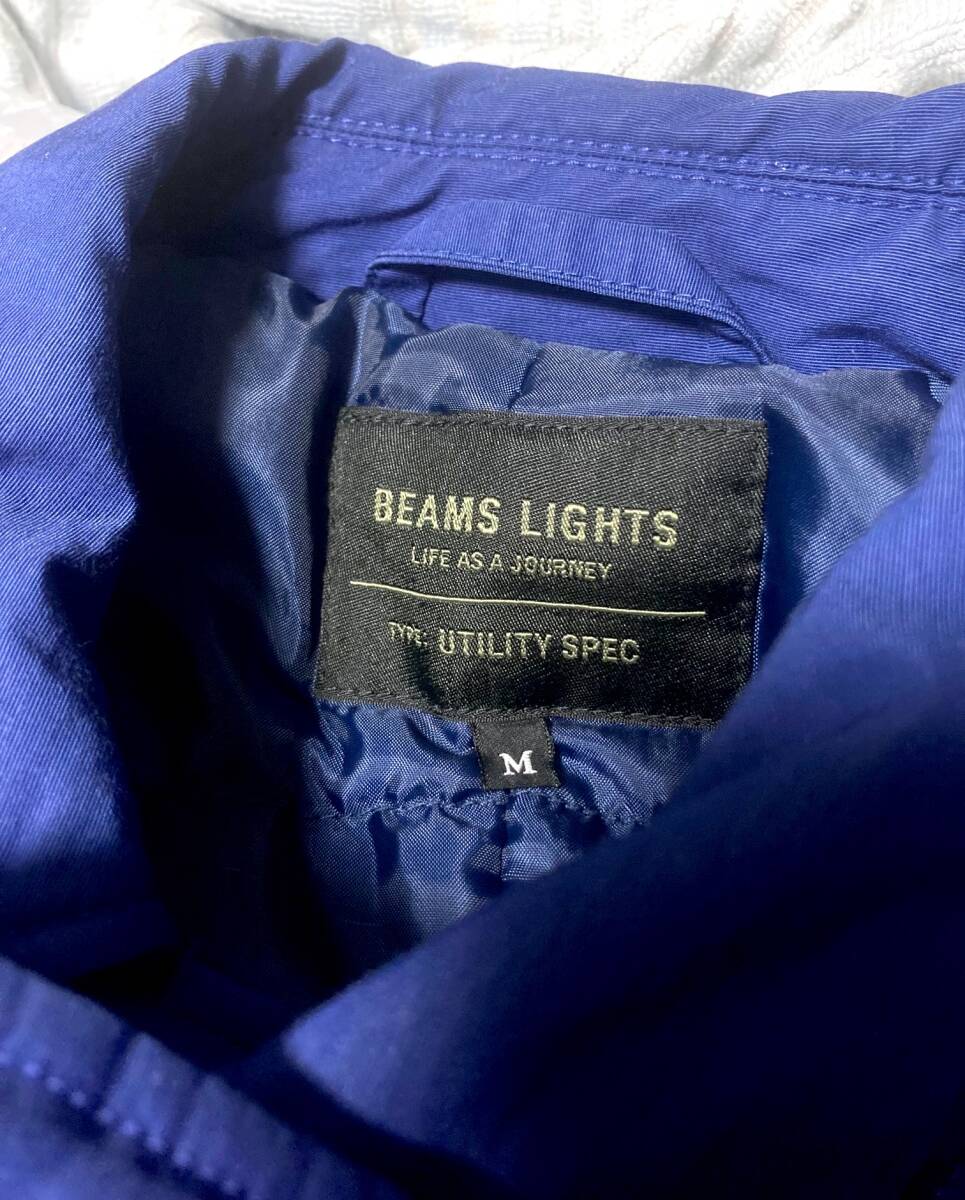 BEAMS LIGHTS
LIFE AS A JOURNEY
TYPE: UTILITY SPEC
M